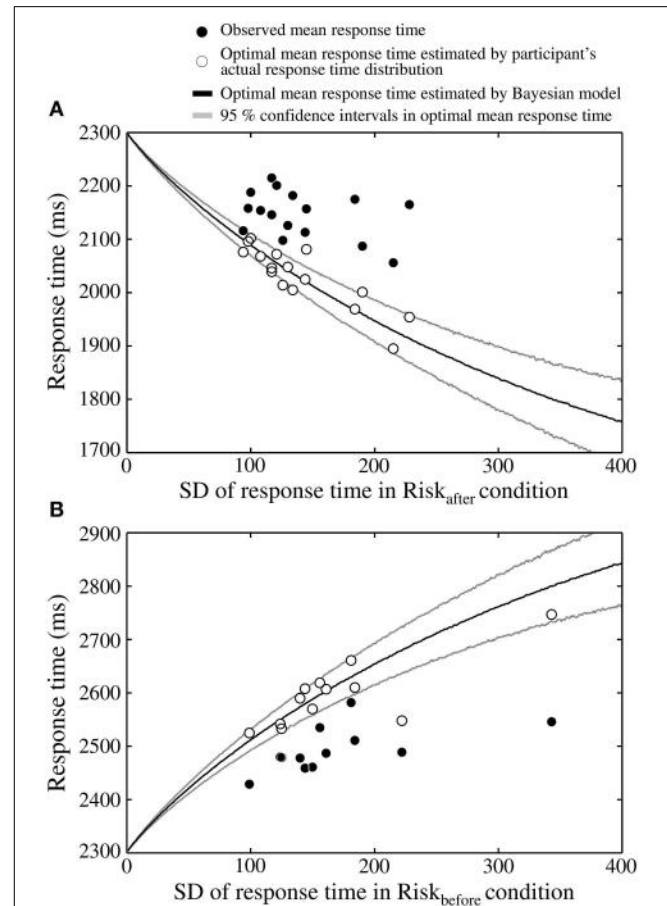 Observed mean response time
Optimal mean response time estimated by participant's
actual response time distribution
Optimal mean response time estimated by Bayesian model
95 % confidence intervals in optimal mean response time
A
2300
2200
2100
2000
1900
1800
1700
Response time (ms)
0 100 200 300 400
SD of response time in Riskafter condition
B
2900
2800
2700
2600
2500
2400
2300
Response time (ms)
0 100 200 300 400
SD of response time in Riskbefore condition